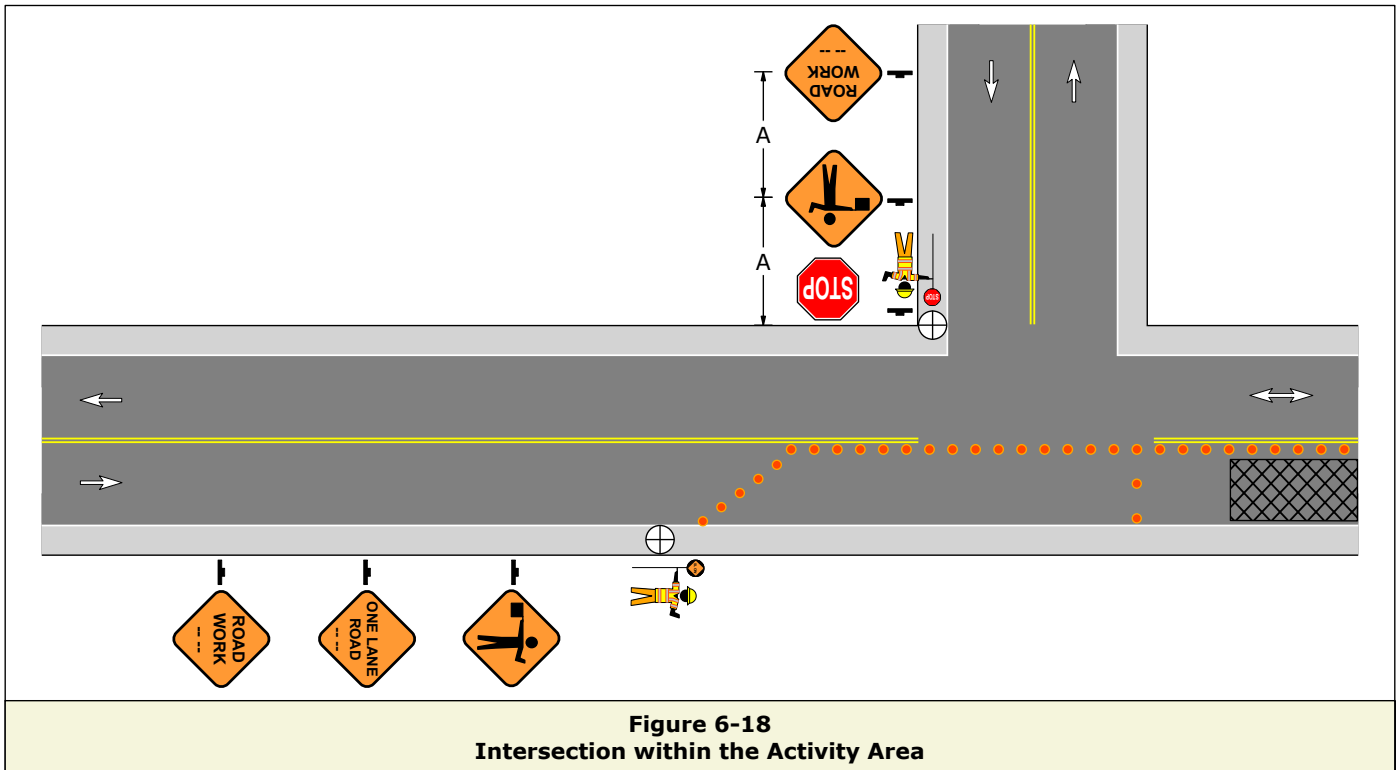 ROAD
WORK
-- --
A
A
STOP
STOP
ROAD
WORK
-- --
ONE LANE
ROAD
-- --
Figure 6-18
Intersection within the Activity Area